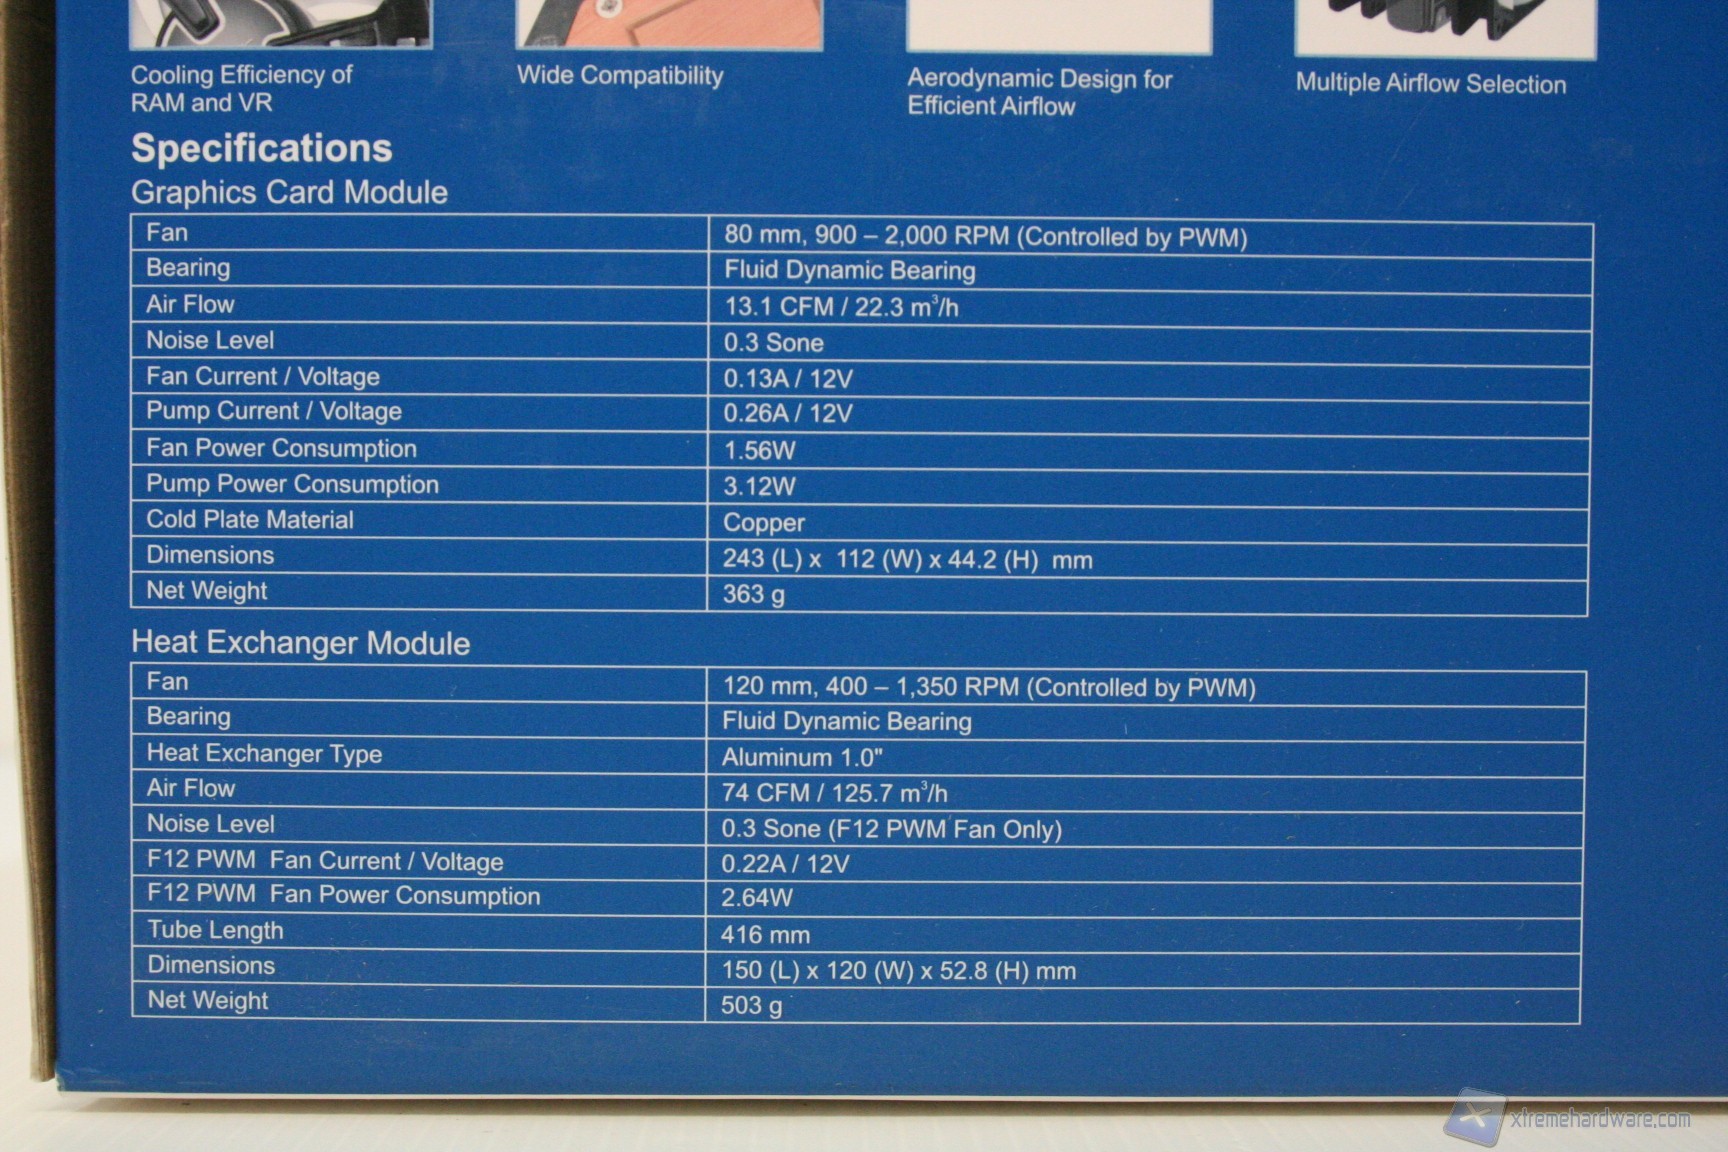 Cooling Efficiency of
RAM and VR
Wide Compatibility
Aerodynamic Design for
Efficient Airflow
Multiple Airflow Selection
Specifications
Graphics Card Module
Fan 80 mm, 900 – 2,000 RPM (Controlled by PWM)
Bearing Fluid Dynamic Bearing
Air Flow 13.1 CFM / 22.3 m³/h
Noise Level 0.3 Sone
Fan Current / Voltage 0.13A / 12V
Pump Current / Voltage 0.26A / 12V
Fan Power Consumption 1.56W
Pump Power Consumption 3.12W
Cold Plate Material Copper
Dimensions 243 (L) x 112 (W) x 44.2 (H) mm
Net Weight 363 g
Heat Exchanger Module
Fan 120 mm, 400 – 1,350 RPM (Controlled by PWM)
Bearing Fluid Dynamic Bearing
Heat Exchanger Type Aluminum 1.0"
Air Flow 74 CFM / 125.7 m³/h
Noise Level 0.3 Sone (F12 PWM Fan Only)
F12 PWM Fan Current / Voltage 0.22A / 12V
F12 PWM Fan Power Consumption 2.64W
Tube Length 416 mm
Dimensions 150 (L) x 120 (W) x 52.8 (H) mm
Net Weight 503 g
xtremehardware.com